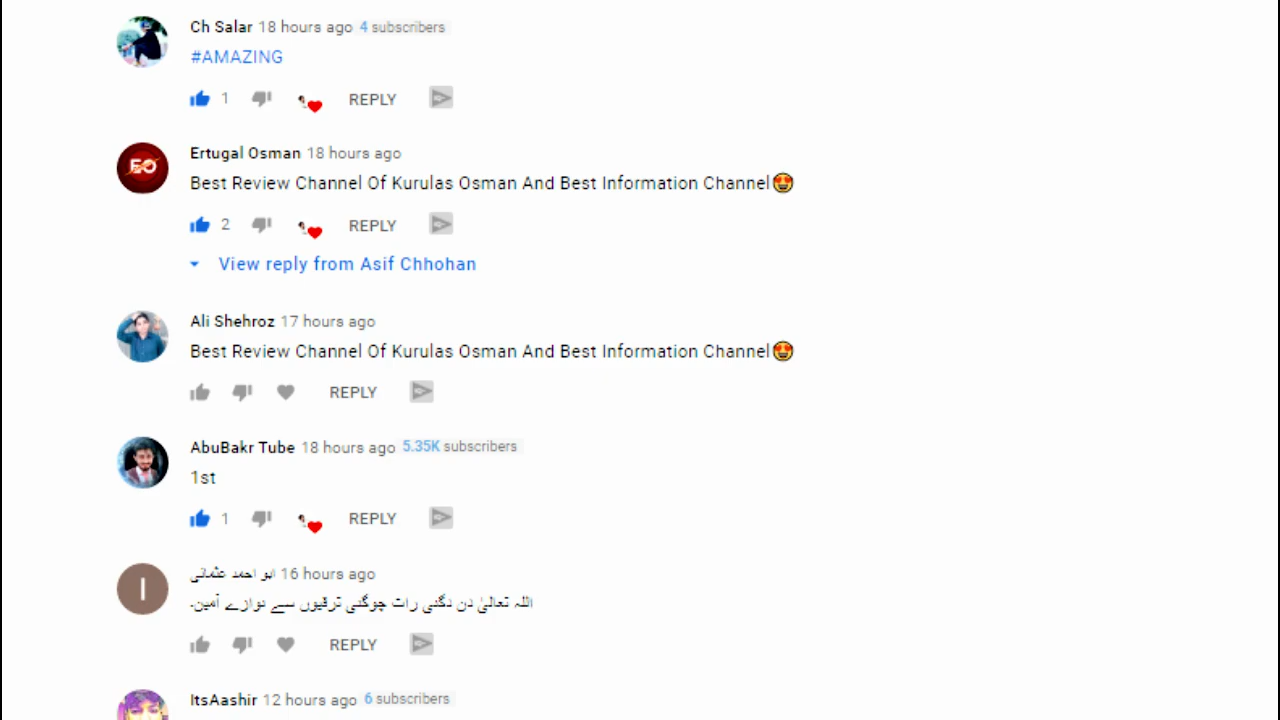 Ch Salar 18 hours ago 4 subscribers
#AMAZING
1 REPLY
EO
Ertugal Osman 18 hours ago
Best Review Channel Of Kurulas Osman And Best Information Channel😍
2 REPLY
View reply from Asif Chhohan
Ali Shehroz 17 hours ago
Best Review Channel Of Kurulas Osman And Best Information Channel😍
REPLY
AbuBakr Tube 18 hours ago 5.35K subscribers
1st
1 REPLY
I
ابو احمد عثمانی 16 hours ago
اللہ تعالیٰ دن دگنی رات چوگنی ترقیوں سے نوازے آمین۔
REPLY
ItsAashir 12 hours ago 6 subscribers